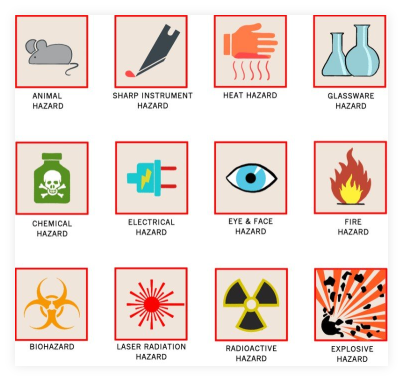 ANIMAL
HAZARD
SHARP INSTRUMENT
HAZARD
HEAT HAZARD
GLASSWARE
HAZARD
CHEMICAL
HAZARD
ELECTRICAL
HAZARD
EYE & FACE
HAZARD
FIRE
HAZARD
BIOHAZARD
LASER RADIATION
HAZARD
RADIOACTIVE
HAZARD
EXPLOSIVE
HAZARD